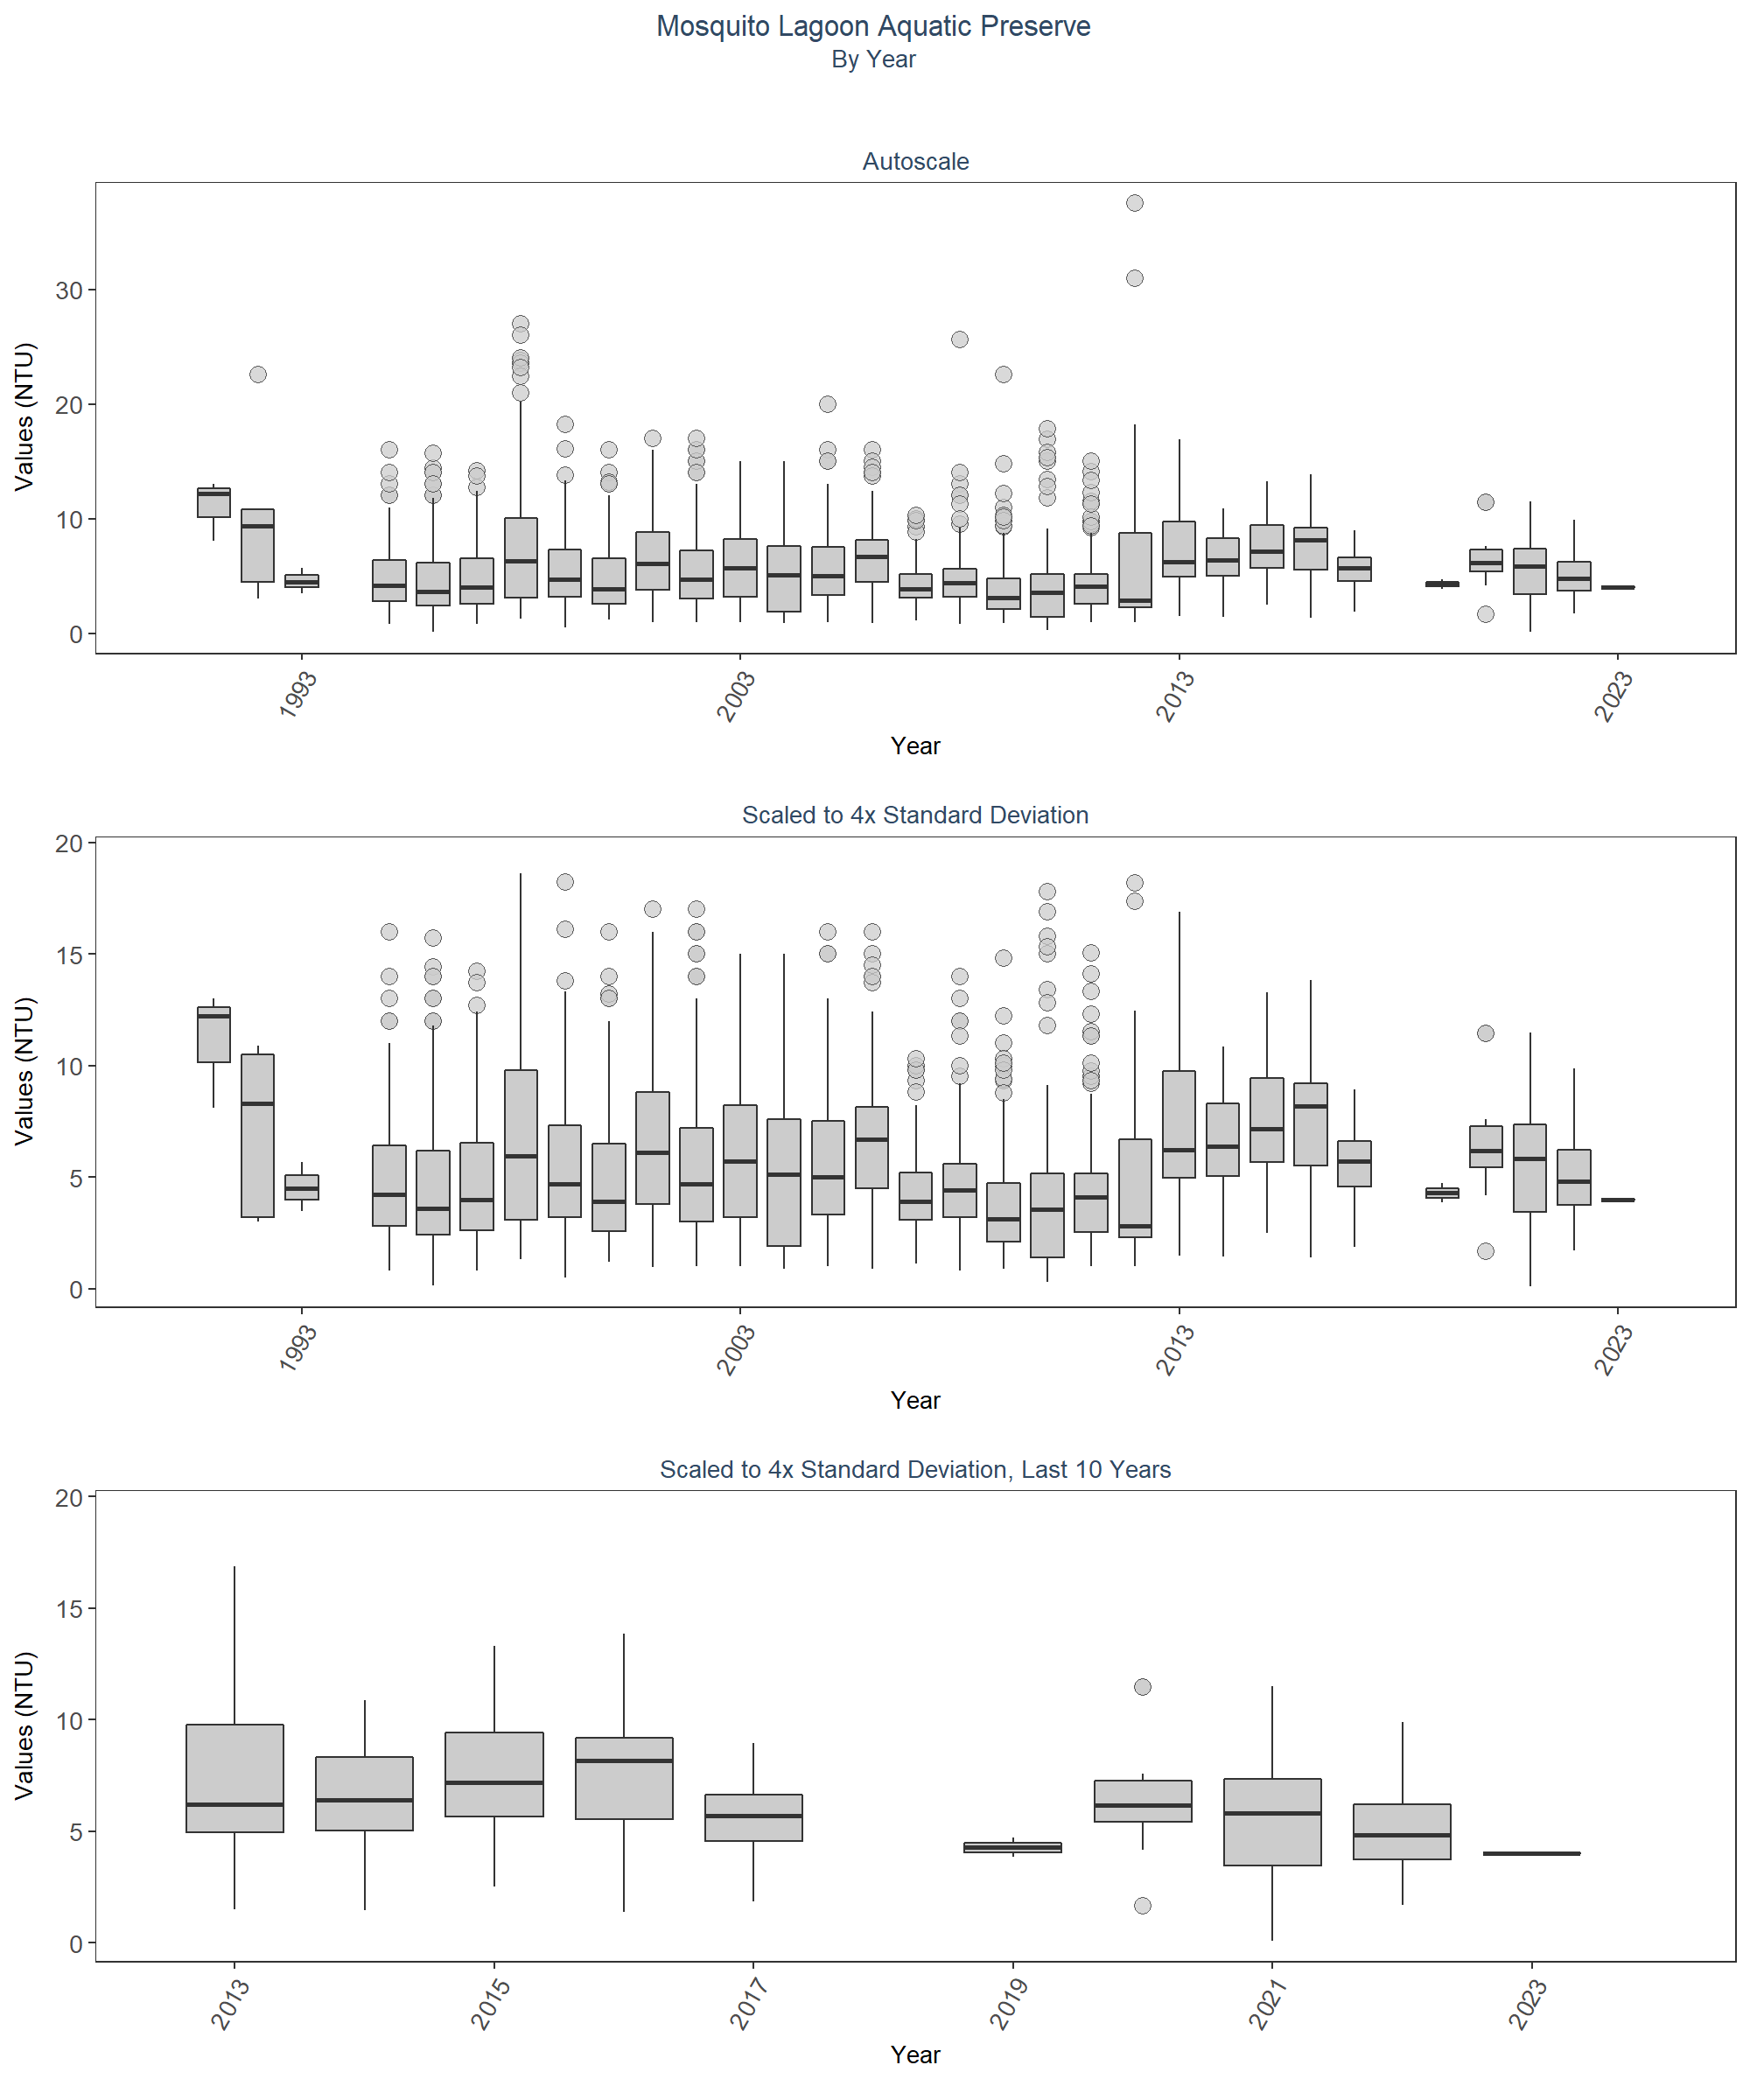 Mosquito Lagoon Aquatic Preserve
By Year
Autoscale
Values (NTU)
30
20
10
0
1993 2003 2013 2023
Year
Scaled to 4x Standard Deviation
Values (NTU)
20
15
10
5
0
1993 2003 2013 2023
Year
Scaled to 4x Standard Deviation, Last 10 Years
Values (NTU)
20
15
10
5
0
2013 2015 2017 2019 2021 2023
Year